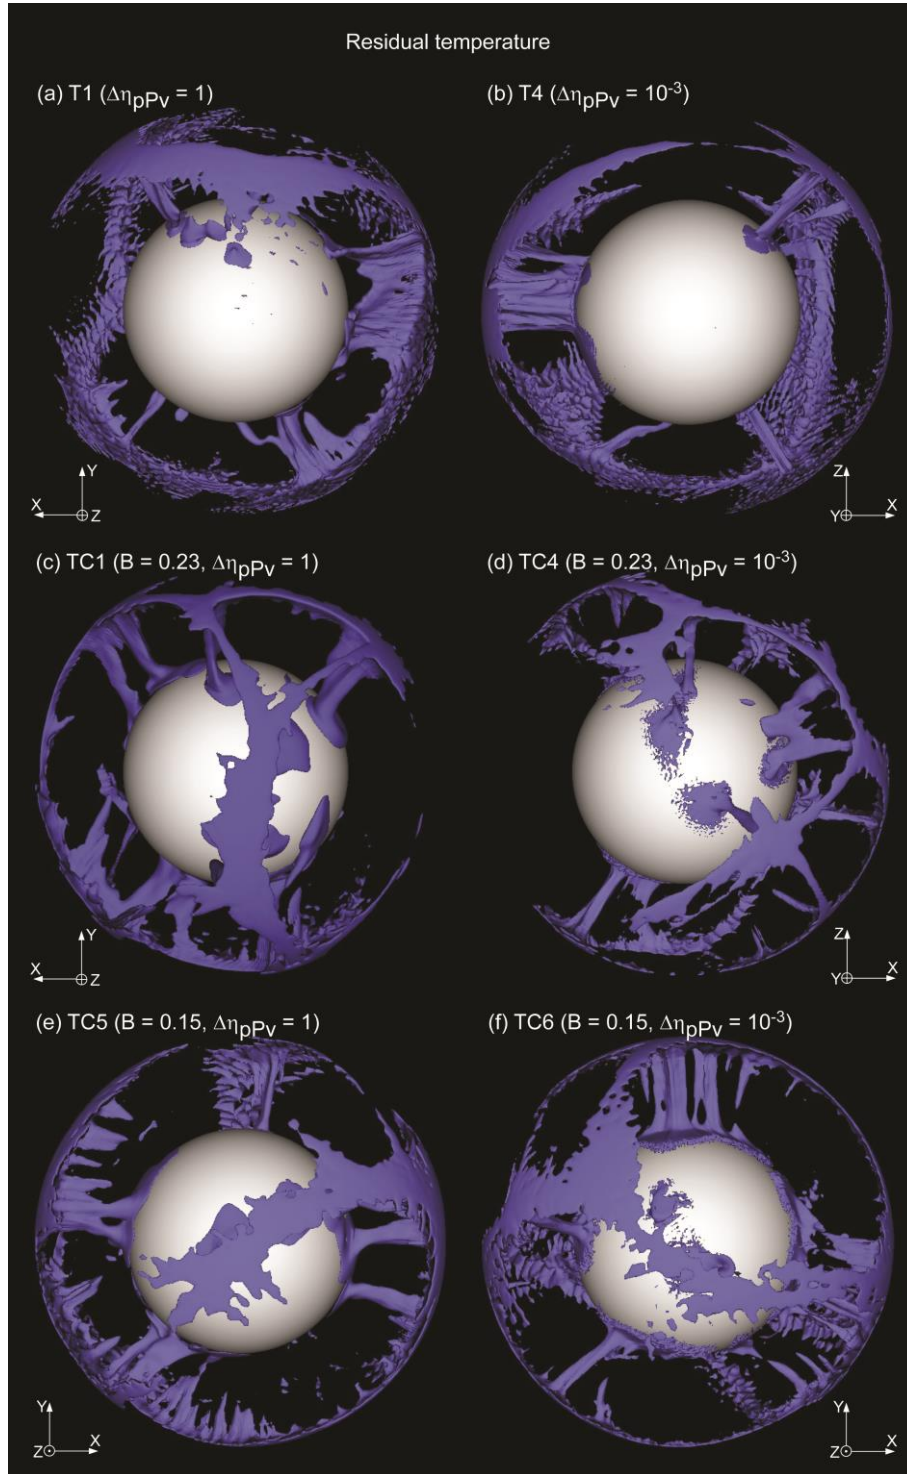 Residual temperature
(a) T1 (Δη_pPv = 1)
(b) T4 (Δη_pPv = 10⁻³)
Y
X
Z
Z
Y
X
(c) TC1 (B = 0.23, Δη_pPv = 1)
(d) TC4 (B = 0.23, Δη_pPv = 10⁻³)
Y
X
Z
Z
Y
X
(e) TC5 (B = 0.15, Δη_pPv = 1)
(f) TC6 (B = 0.15, Δη_pPv = 10⁻³)
Y
Z
X
Y
Z
X